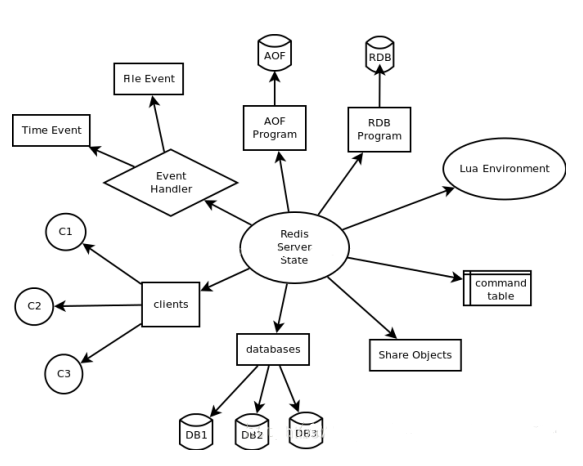 AOF
RDB
File Event
AOF
Program
RDB
Program
Time Event
Event
Handler
Lua Environment
C1
Redis
Server
State
command
table
C2
clients
databases
Share Objects
C3
DB1
DB2
DB3